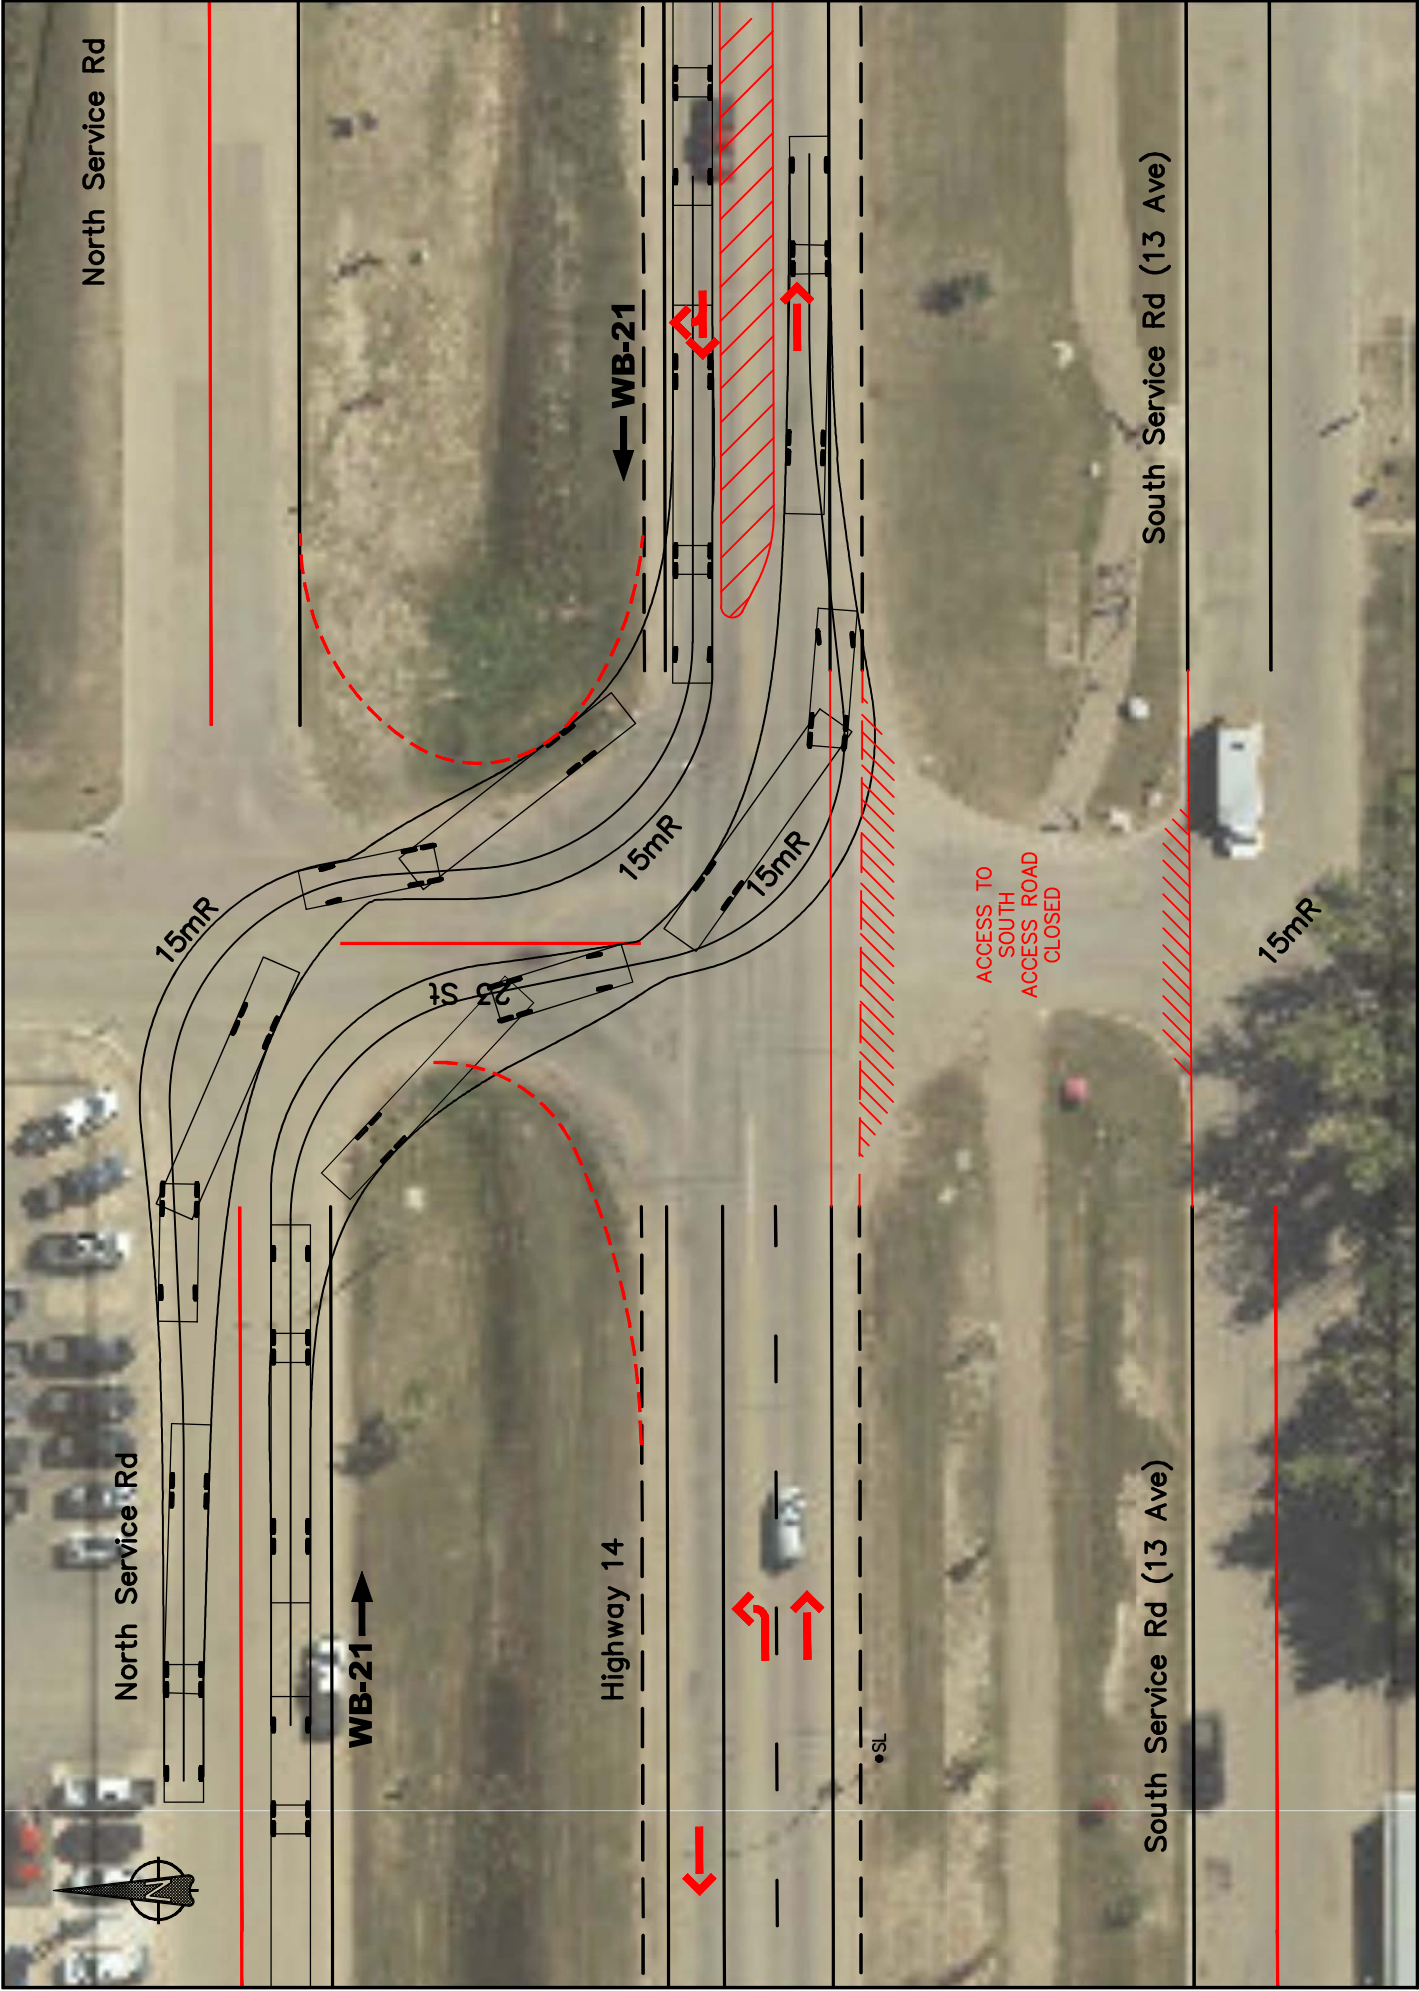 North Service Rd
North Service Rd
WB-21
WB-21
Highway 14
23 St
15mR
15mR
15mR
15mR
ACCESS TO
SOUTH
ACCESS ROAD
CLOSED
South Service Rd (13 Ave)
South Service Rd (13 Ave)
SL
N